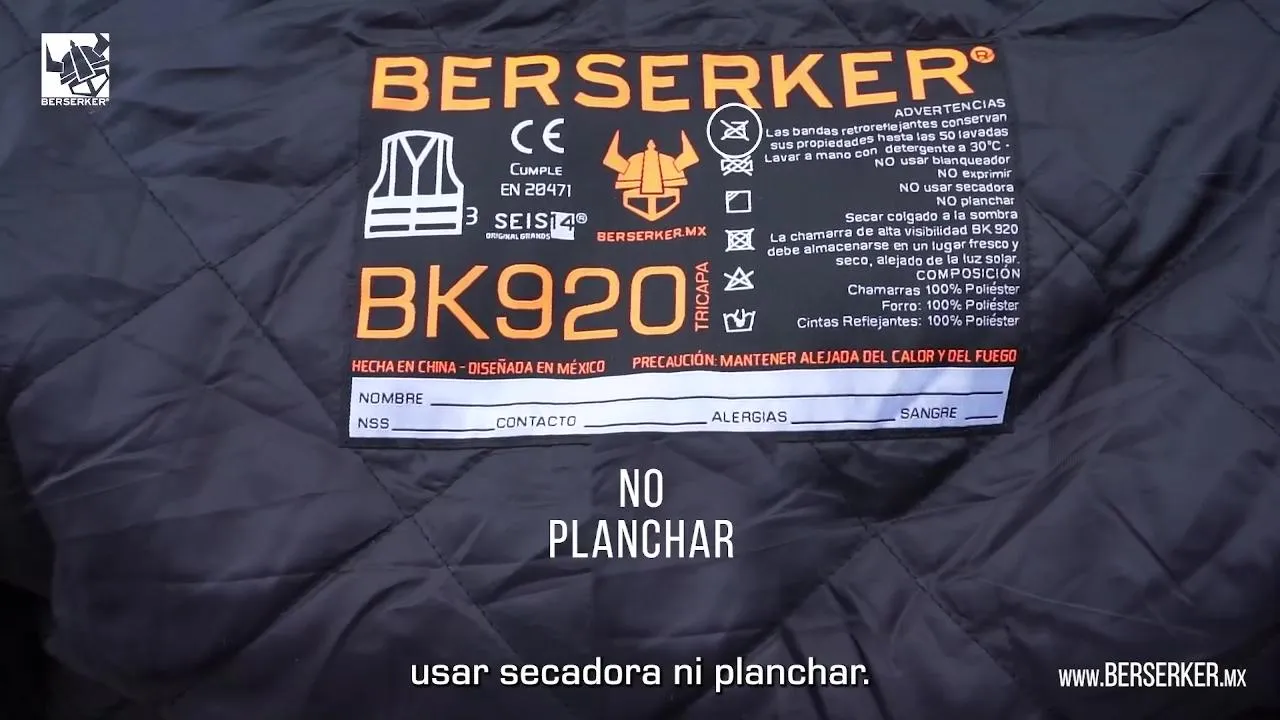 BERSERKER®
BERSERKER®
CE
CUMPLE
EN 20471
3
SEIS14®
ORIGINAL GRANDS
BERSERKER.MX
BK920
TRICAPA
ADVERTENCIAS
Las bandas retroreflejantes conservan
sus propiedades hasta las 50 lavadas
Lavar a mano con detergente a 30°C -
NO usar blanqueador
NO exprimir
NO usar secadora
NO planchar
Secar colgado a la sombra
La chamarra de alta visibilidad BK 920
debe almacenarse en un lugar fresco y
seco, alejado de la luz solar.
COMPOSICIÓN
Chamarras 100% Poliéster
Forro: 100% Poliéster
Cintas Reflejantes: 100% Poliéster
HECHA EN CHINA - DISEÑADA EN MÉXICO
PRECAUCIÓN: MANTENER ALEJADA DEL CALOR Y DEL FUEGO
NOMBRE
NSS CONTACTO ALERGIAS SANGRE
NO
PLANCHAR
usar secadora ni planchar.
www.BERSERKER.MX